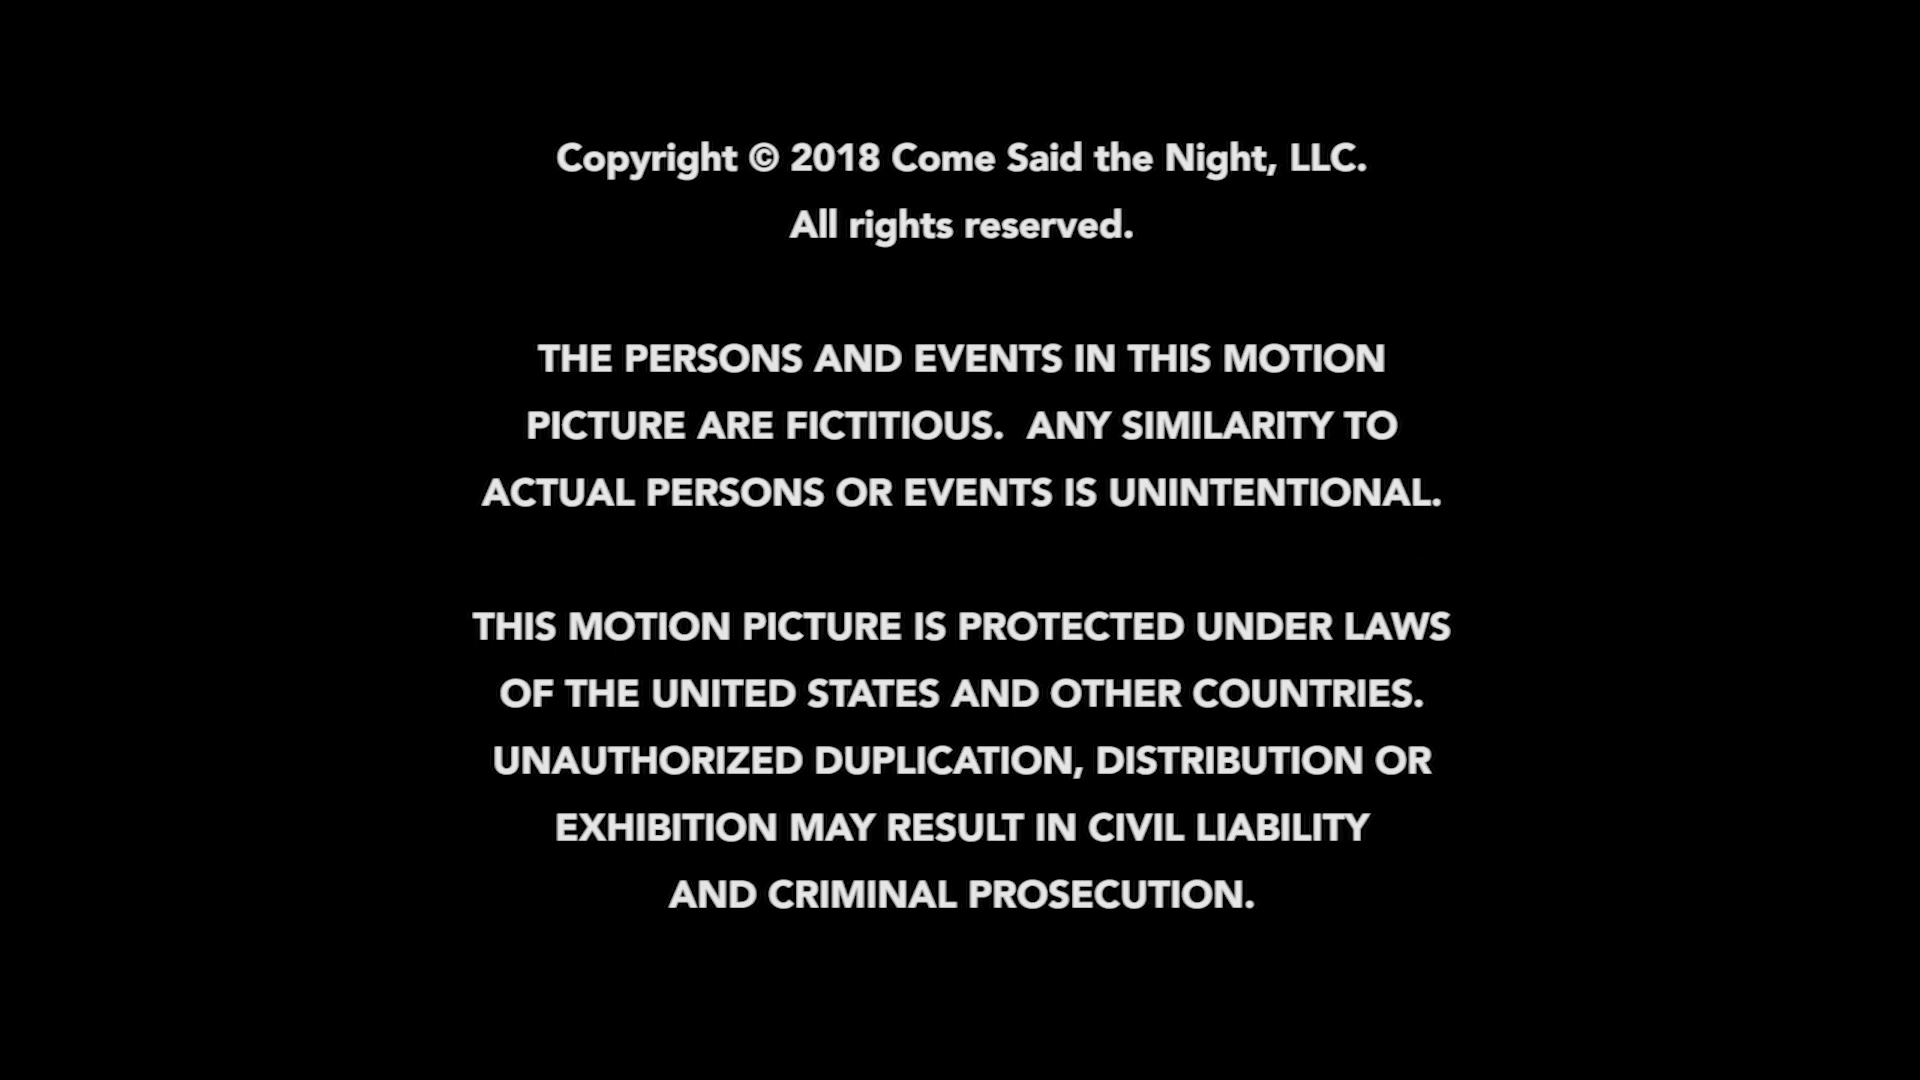 Copyright © 2018 Come Said the Night, LLC.
All rights reserved.
THE PERSONS AND EVENTS IN THIS MOTION
PICTURE ARE FICTITIOUS.  ANY SIMILARITY TO
ACTUAL PERSONS OR EVENTS IS UNINTENTIONAL.
THIS MOTION PICTURE IS PROTECTED UNDER LAWS
OF THE UNITED STATES AND OTHER COUNTRIES.
UNAUTHORIZED DUPLICATION, DISTRIBUTION OR
EXHIBITION MAY RESULT IN CIVIL LIABILITY
AND CRIMINAL PROSECUTION.